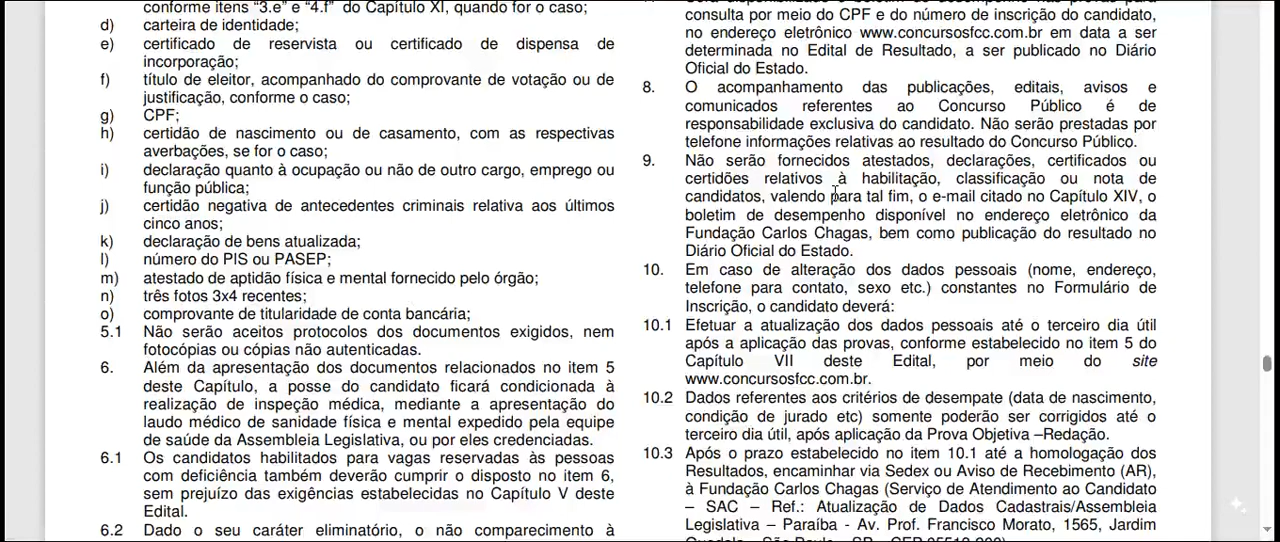 conforme itens “3.e” e “4.f” do Capítulo XI, quando for o caso;
d) carteira de identidade;
e) certificado de reservista ou certificado de dispensa de
incorporação;
f) título de eleitor, acompanhado do comprovante de votação ou de
justificação, conforme o caso;
g) CPF;
h) certidão de nascimento ou de casamento, com as respectivas
averbações, se for o caso;
i) declaração quanto à ocupação ou não de outro cargo, emprego ou
função pública;
j) certidão negativa de antecedentes criminais relativa aos últimos
cinco anos;
k) declaração de bens atualizada;
l) número do PIS ou PASEP;
m) atestado de aptidão física e mental fornecido pelo órgão;
n) três fotos 3x4 recentes;
o) comprovante de titularidade de conta bancária;
5.1 Não serão aceitos protocolos dos documentos exigidos, nem
fotocópias ou cópias não autenticadas.
6. Além da apresentação dos documentos relacionados no item 5
deste Capítulo, a posse do candidato ficará condicionada à
realização de inspeção médica, mediante a apresentação do
laudo médico de sanidade física e mental expedido pela equipe
de saúde da Assembleia Legislativa, ou por eles credenciadas.
6.1 Os candidatos habilitados para vagas reservadas às pessoas
com deficiência também deverão cumprir o disposto no item 6,
sem prejuízo das exigências estabelecidas no Capítulo V deste
Edital.
6.2 Dado o seu caráter eliminatório, o não comparecimento à
consulta por meio do CPF e do número de inscrição do candidato,
no endereço eletrônico www.concursosfcc.com.br em data a ser
determinada no Edital de Resultado, a ser publicado no Diário
Oficial do Estado.
8. O acompanhamento das publicações, editais, avisos e
comunicados referentes ao Concurso Público é de
responsabilidade exclusiva do candidato. Não serão prestadas por
telefone informações relativas ao resultado do Concurso Público.
9. Não serão fornecidos atestados, declarações, certificados ou
certidões relativos à habilitação, classificação ou nota de
candidatos, valendo para tal fim, o e-mail citado no Capítulo XIV, o
boletim de desempenho disponível no endereço eletrônico da
Fundação Carlos Chagas, bem como publicação do resultado no
Diário Oficial do Estado.
10. Em caso de alteração dos dados pessoais (nome, endereço,
telefone para contato, sexo etc.) constantes no Formulário de
Inscrição, o candidato deverá:
10.1 Efetuar a atualização dos dados pessoais até o terceiro dia útil
após a aplicação das provas, conforme estabelecido no item 5 do
Capítulo VII deste Edital, por meio do site
www.concursosfcc.com.br.
10.2 Dados referentes aos critérios de desempate (data de nascimento,
condição de jurado etc) somente poderão ser corrigidos até o
terceiro dia útil, após aplicação da Prova Objetiva –Redação.
10.3 Após o prazo estabelecido no item 10.1 até a homologação dos
Resultados, encaminhar via Sedex ou Aviso de Recebimento (AR),
à Fundação Carlos Chagas (Serviço de Atendimento ao Candidato
– SAC – Ref.: Atualização de Dados Cadastrais/Assembleia
Legislativa – Paraíba - Av. Prof. Francisco Morato, 1565, Jardim